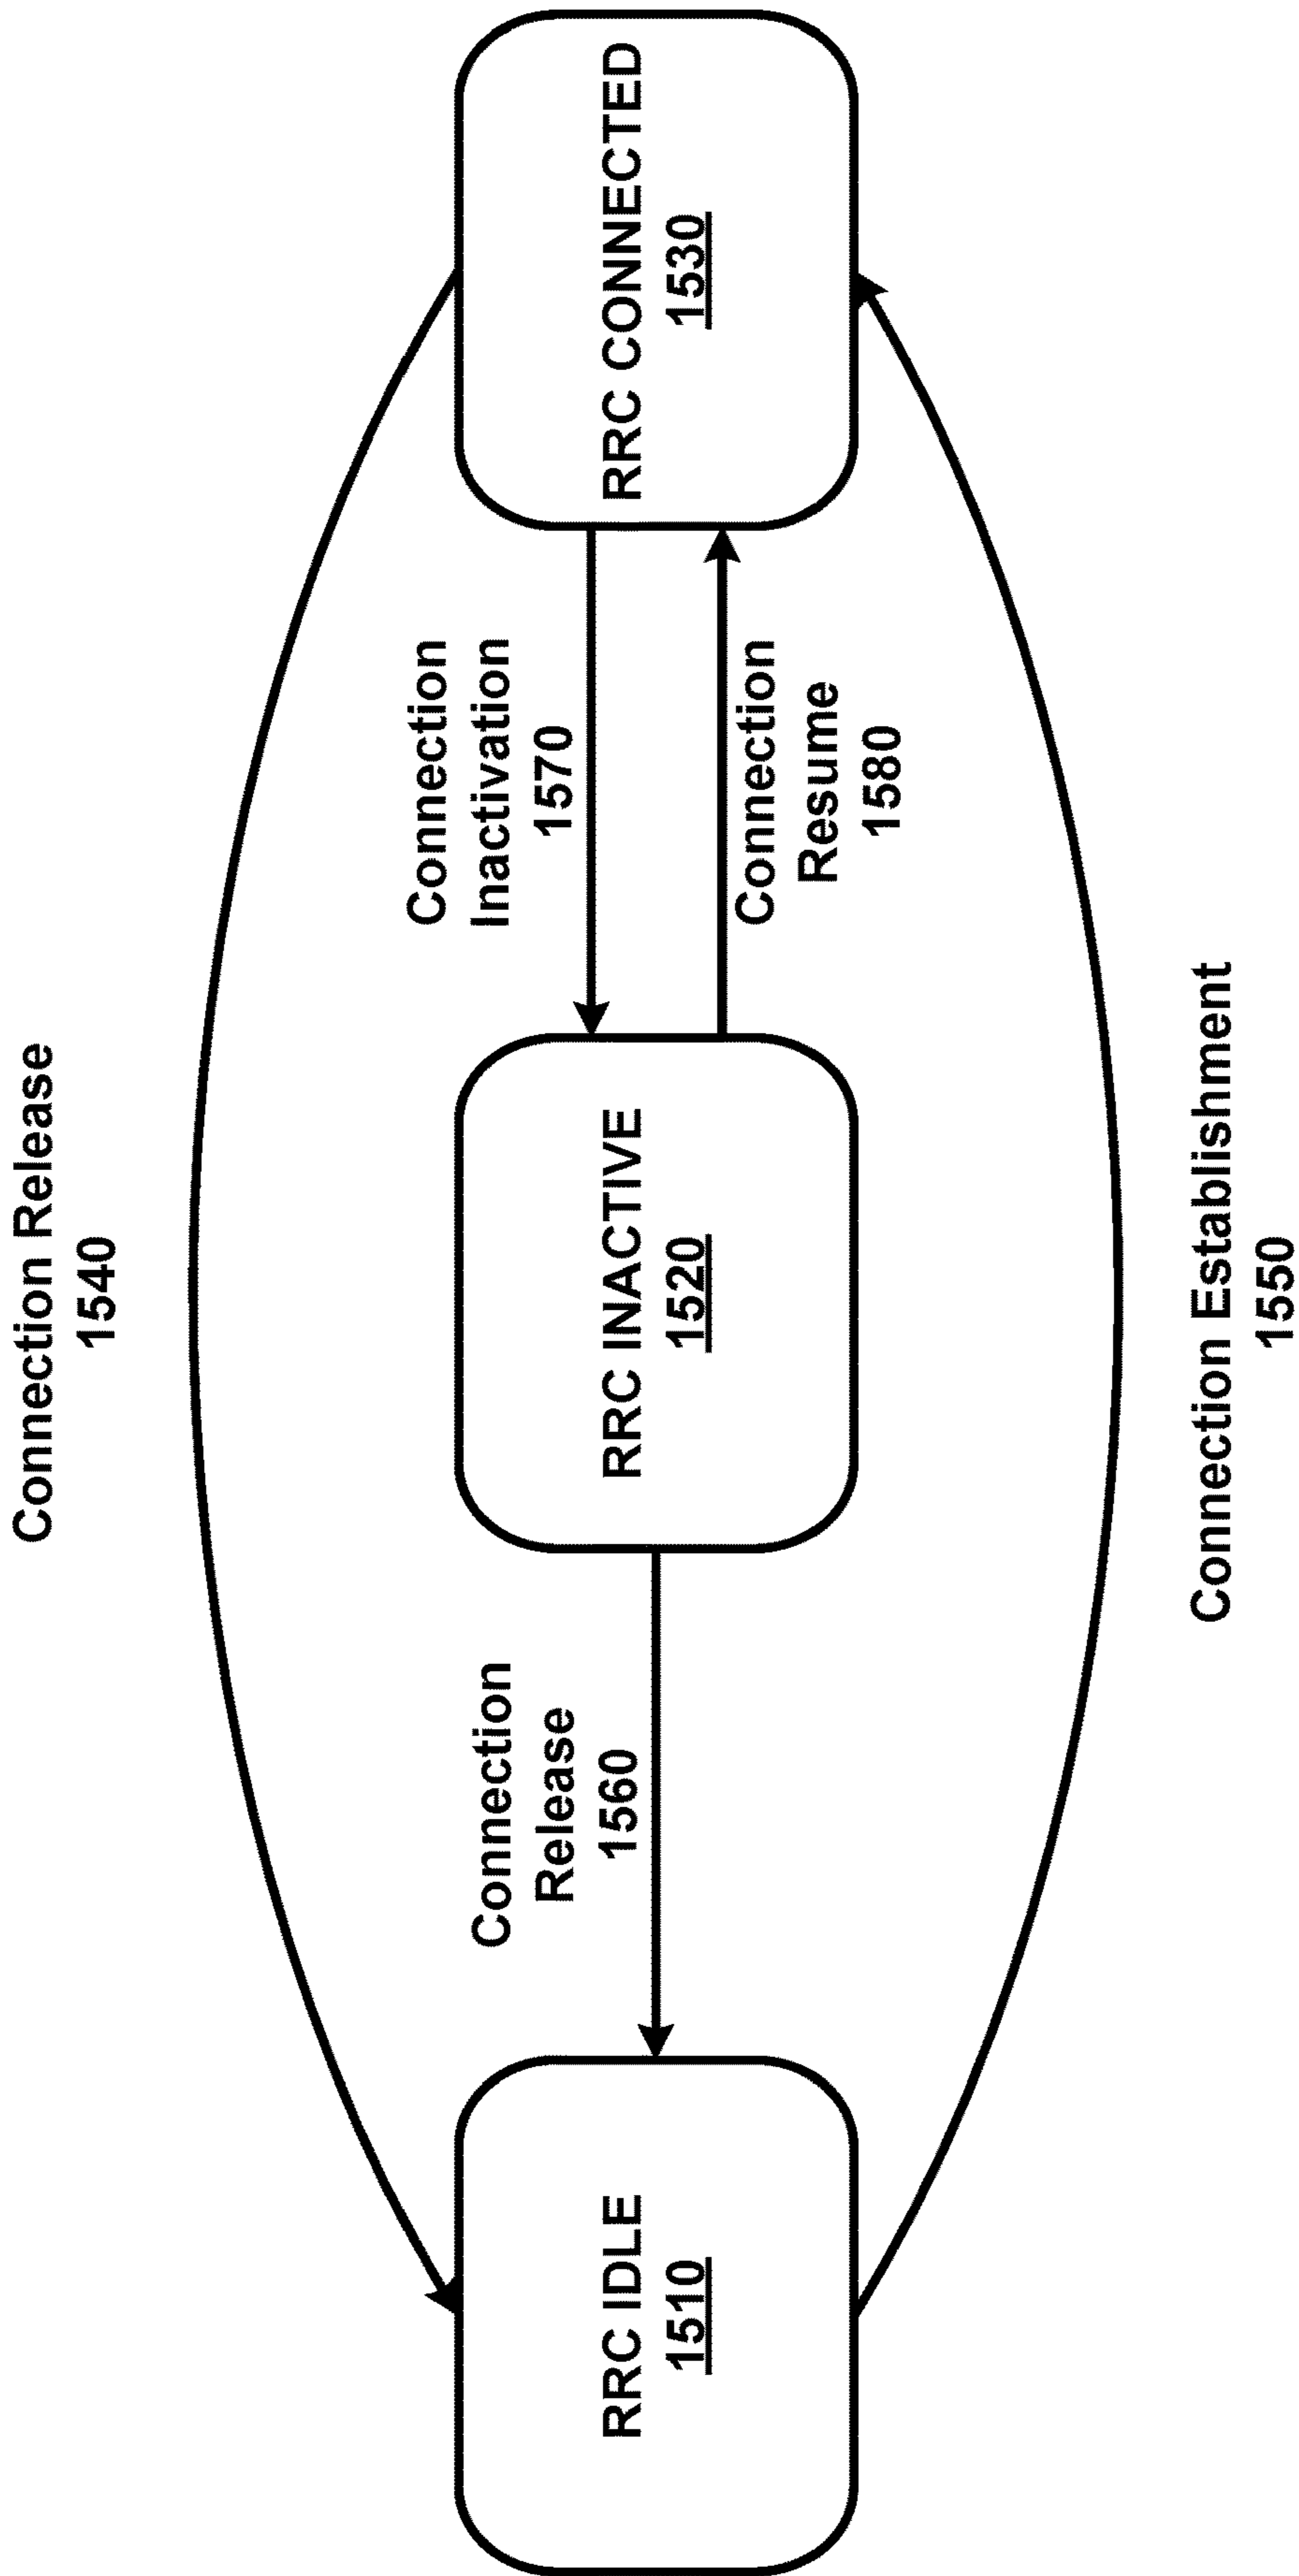 Connection Release
1540
RRC IDLE
1510
Connection
Release
1560
RRC INACTIVE
1520
Connection
Inactivation
1570
Connection
Resume
1580
RRC CONNECTED
1530
Connection Establishment
1550